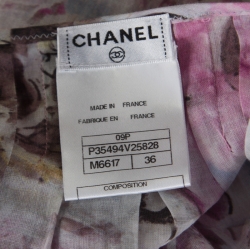 CHANEL
MADE IN FRANCE
FABRIQUE EN FRANCE
09P
P35494V25828
M6617 36
COMPOSITION